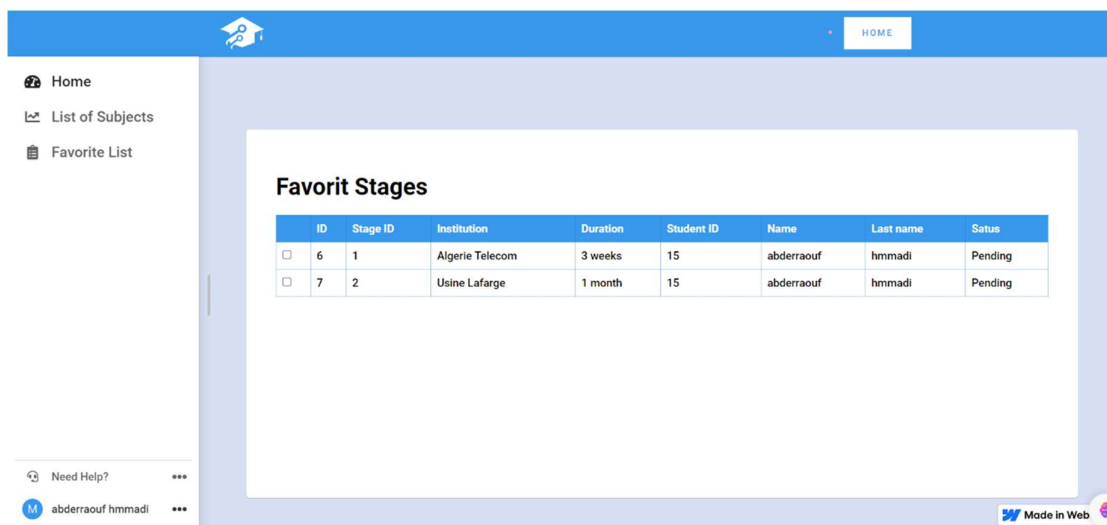 HOME
Home
List of Subjects
Favorite List
Favorit Stages
ID Stage ID Institution Duration Student ID Name Last name Satus
6 1 Algerie Telecom 3 weeks 15 abderraouf hmmadi Pending
7 2 Usine Lafarge 1 month 15 abderraouf hmmadi Pending
Need Help?
M abderraouf hmmadi
Made in Web